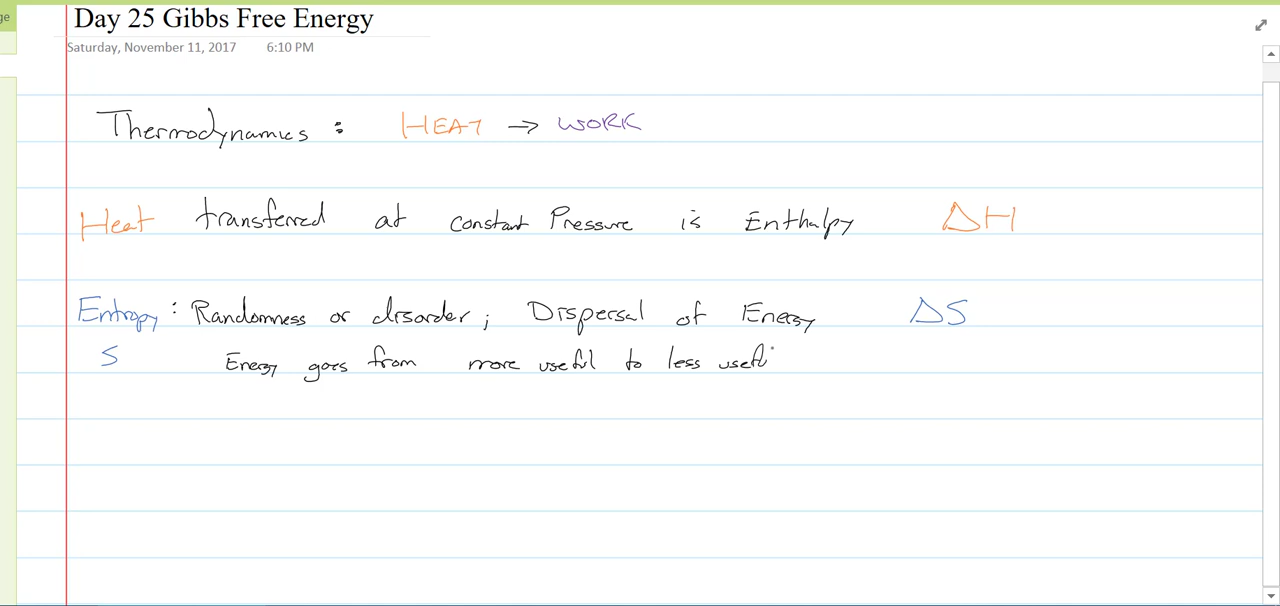 ge
Day 25 Gibbs Free Energy
Saturday, November 11, 2017 6:10 PM
Thermodynamics : HEAT → WORK
Heat transferred at constant Pressure is Enthalpy ΔH
Entropy : Randomness or disorder ; Dispersal of Energy ΔS
S Energy goes from more useful to less usefu